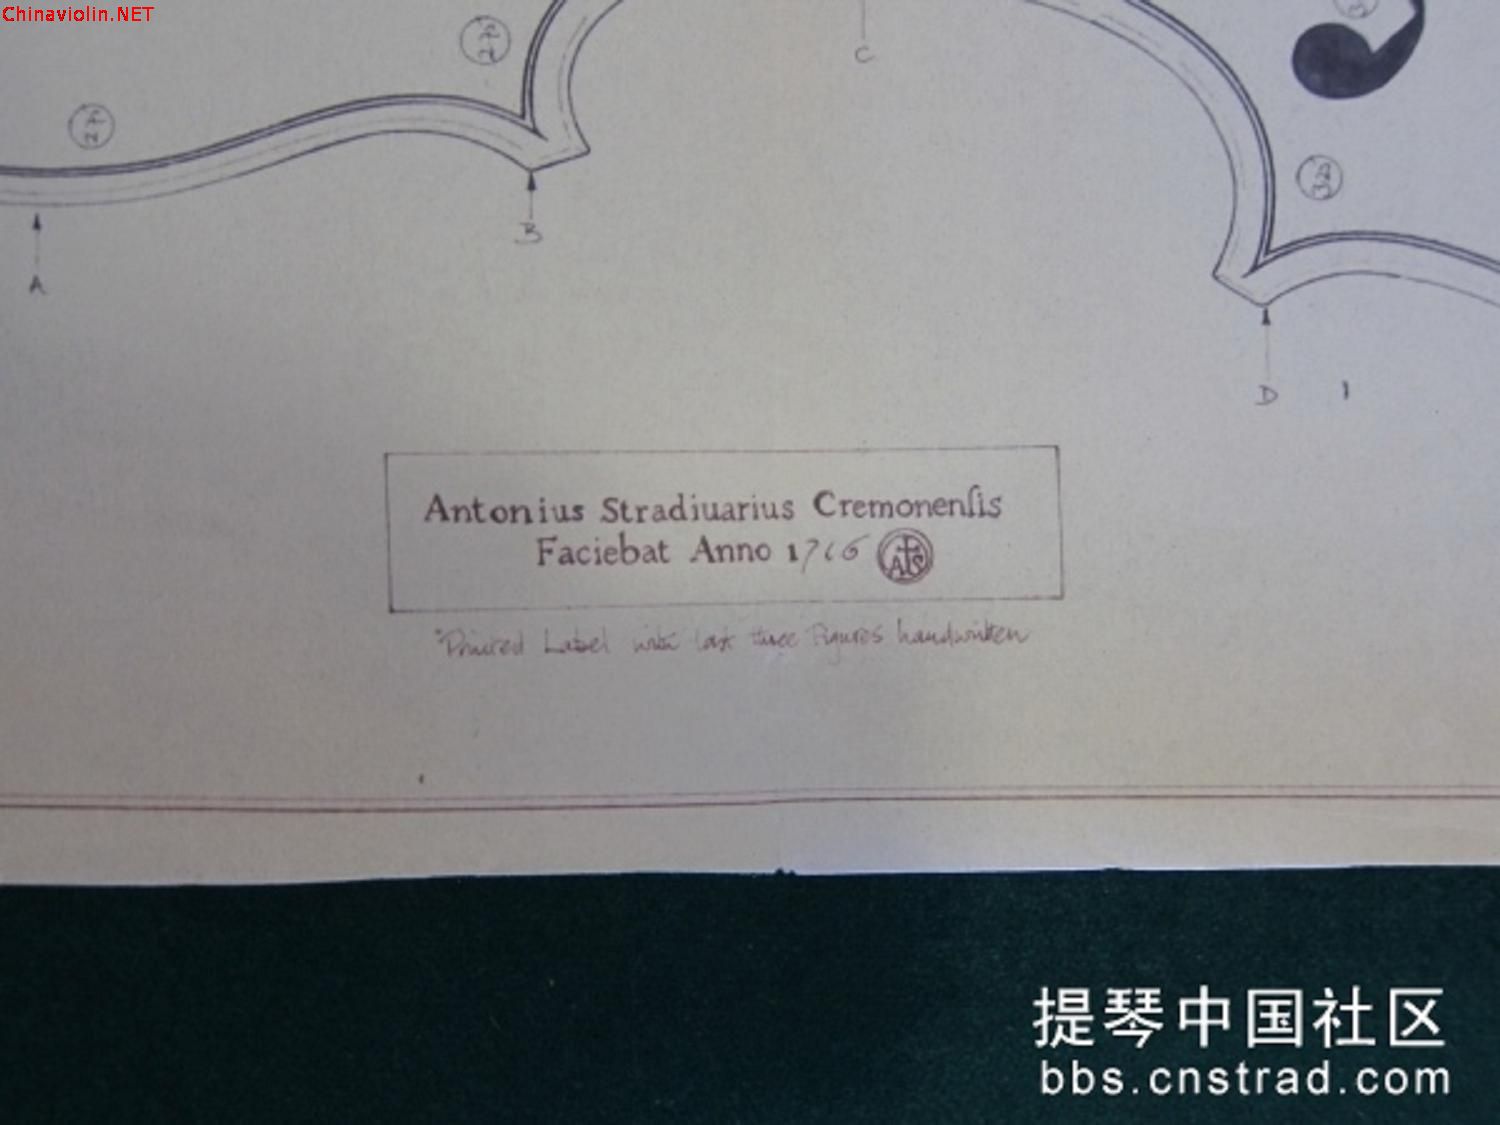 Chinaviolin.NET
C
B
A
D
Antonius Stradiuarius Cremonenſis
Faciebat Anno 1716
AS
"Printed Label with last three Figures handwritten
提琴中国社区
bbs.cnstrad.com